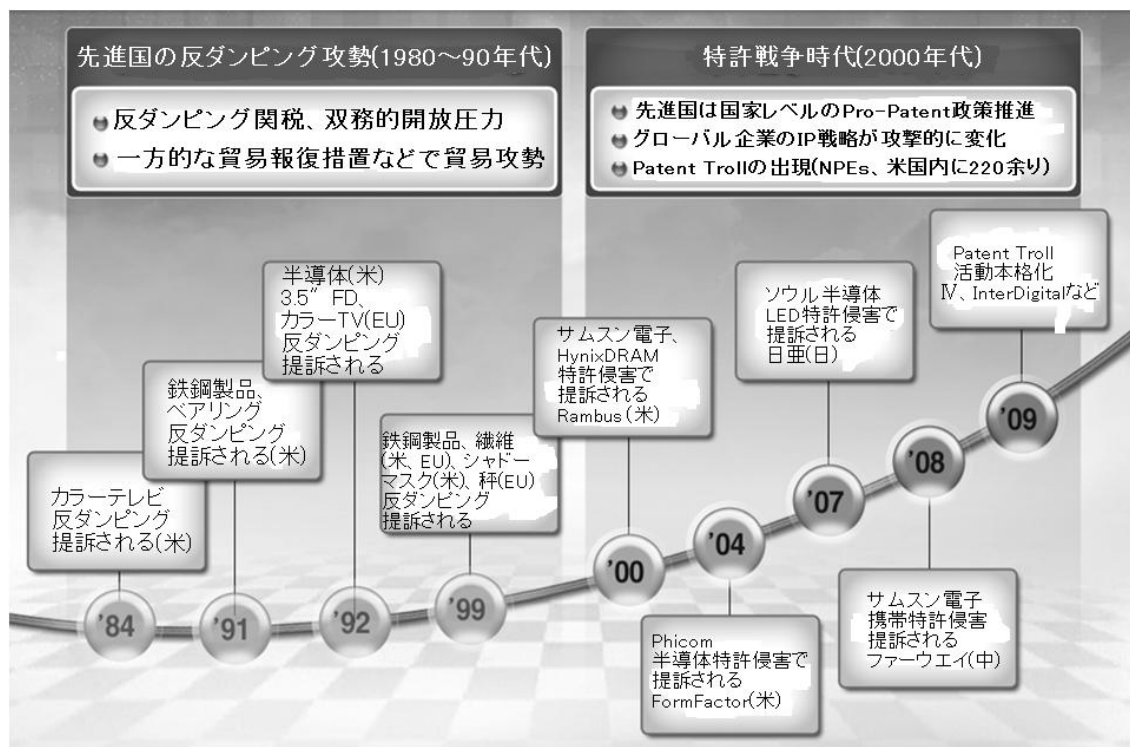 先進国の反ダンピング攻勢(1980～90年代)
反ダンピング関税、双務的開放圧力
一方的な貿易報復措置などで貿易攻勢
特許戦争時代(2000年代)
先進国は国家レベルのPro-Patent政策推進
グローバル企業のIP戦略が攻撃的に変化
Patent Trollの出現(NPEs、米国内に220余り)
カラーテレビ
反ダンピング
提訴される(米)
'84
鉄鋼製品、
ベアリング
反ダンピング
提訴される(米)
'91
半導体(米)
3.5″FD、
カラーTV(EU)
反ダンピング
提訴される
'92
鉄鋼製品、繊維
(米、EU)、シャドー
マスク(米)、秤(EU)
反ダンピング
提訴される
'99
サムスン電子、
HynixDRAM
特許侵害で
提訴される
Rambus(米)
'00
'04
Phicom
半導体特許侵害で
提訴される
FormFactor(米)
ソウル半導体
LED特許侵害で
提訴される
日亜(日)
'07
'08
サムスン電子
携帯特許侵害
提訴される
ファーウエイ(中)
Patent Troll
活動本格化
Ⅳ、InterDigitalなど
'09